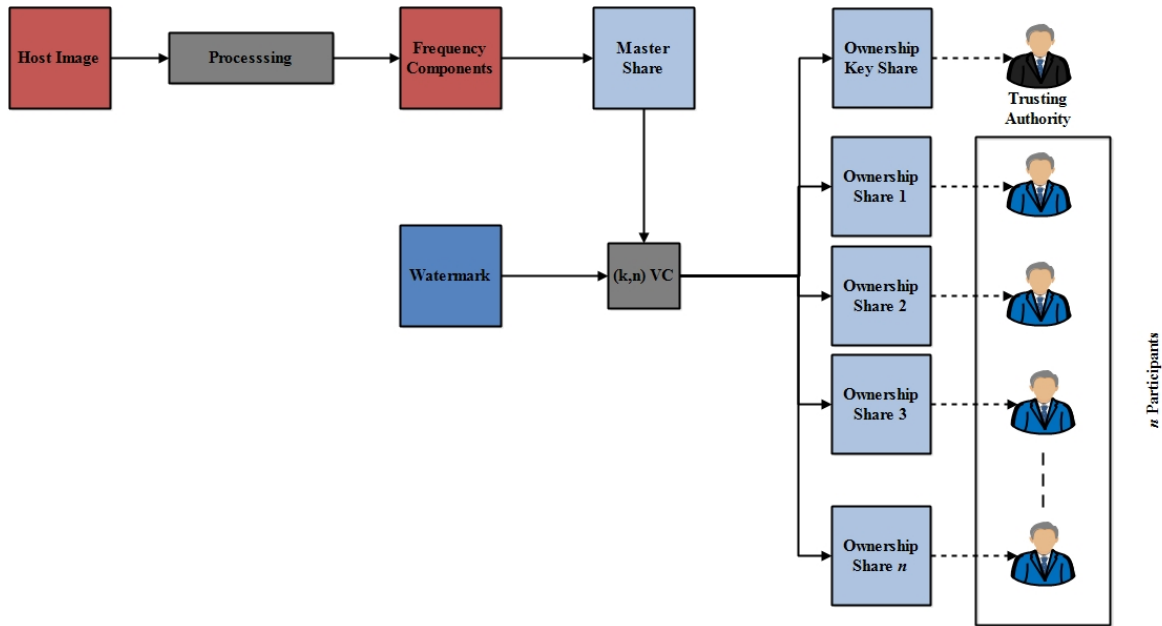 Host Image
Processsing
Frequency
Components
Master
Share
Ownership
Key Share
Trusting
Authority
Ownership
Share 1
Watermark
(k,n) VC
Ownership
Share 2
Ownership
Share 3
n Participants
Ownership
Share n